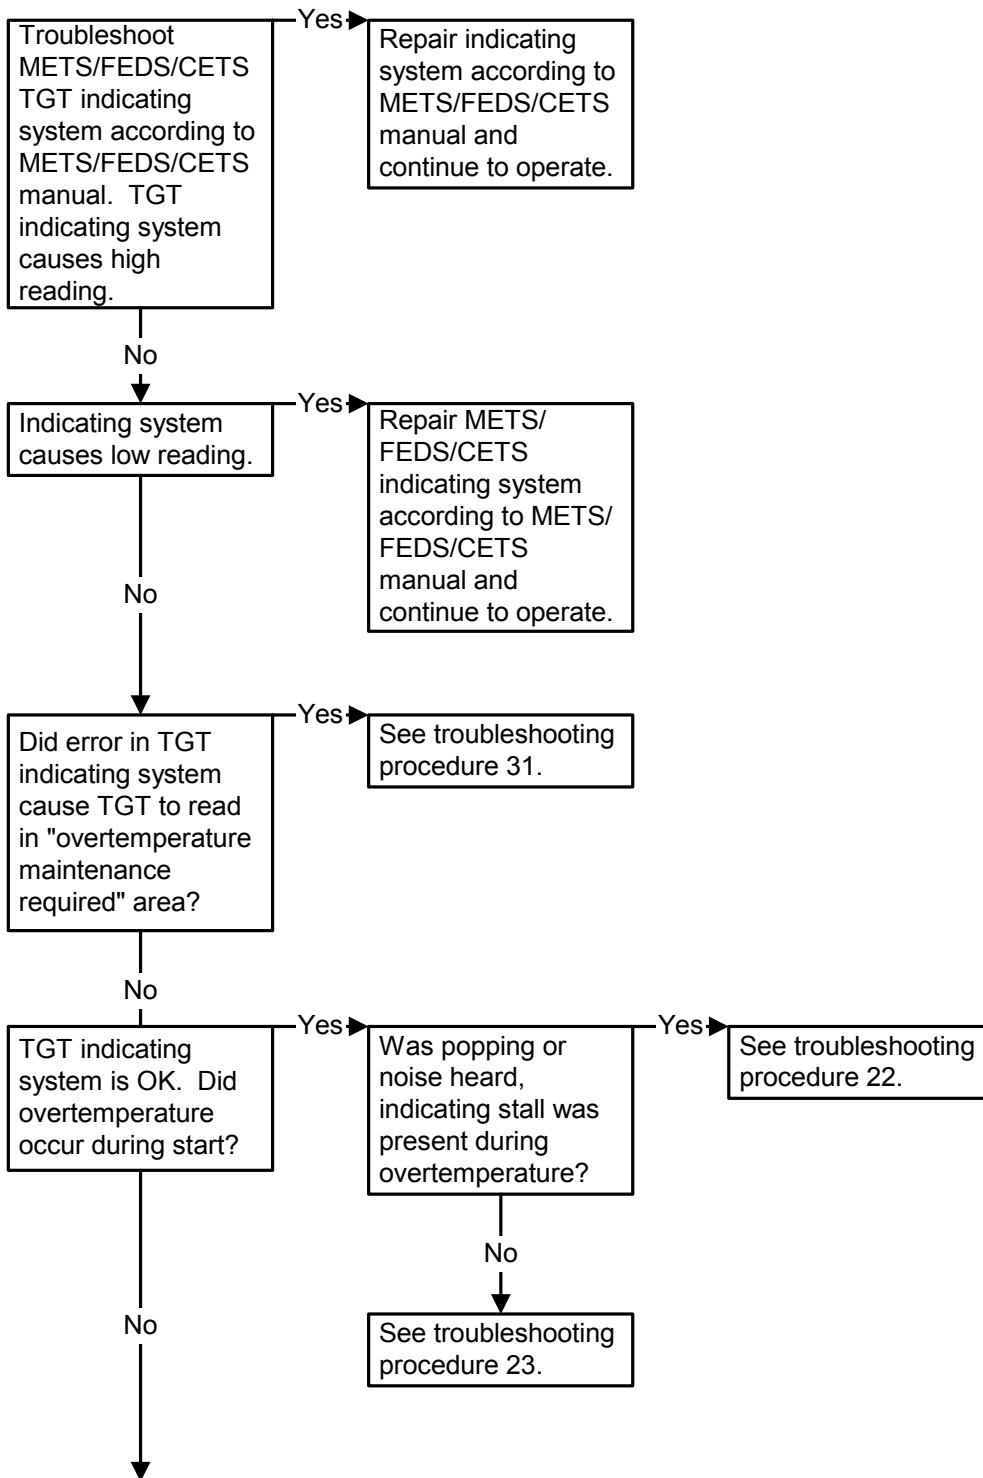 Troubleshoot
METS/FEDS/CETS
TGT indicating
system according to
METS/FEDS/CETS
manual.  TGT
indicating system
causes high
reading.
Yes
Repair indicating
system according to
METS/FEDS/CETS
manual and
continue to operate.
No
Indicating system
causes low reading.
Yes
Repair METS/
FEDS/CETS
indicating system
according to METS/
FEDS/CETS
manual and
continue to operate.
No
Did error in TGT
indicating system
cause TGT to read
in "overtemperature
maintenance
required" area?
Yes
See troubleshooting
procedure 31.
No
TGT indicating
system is OK.  Did
overtemperature
occur during start?
Yes
Was popping or
noise heard,
indicating stall was
present during
overtemperature?
Yes
See troubleshooting
procedure 22.
No
See troubleshooting
procedure 23.
No